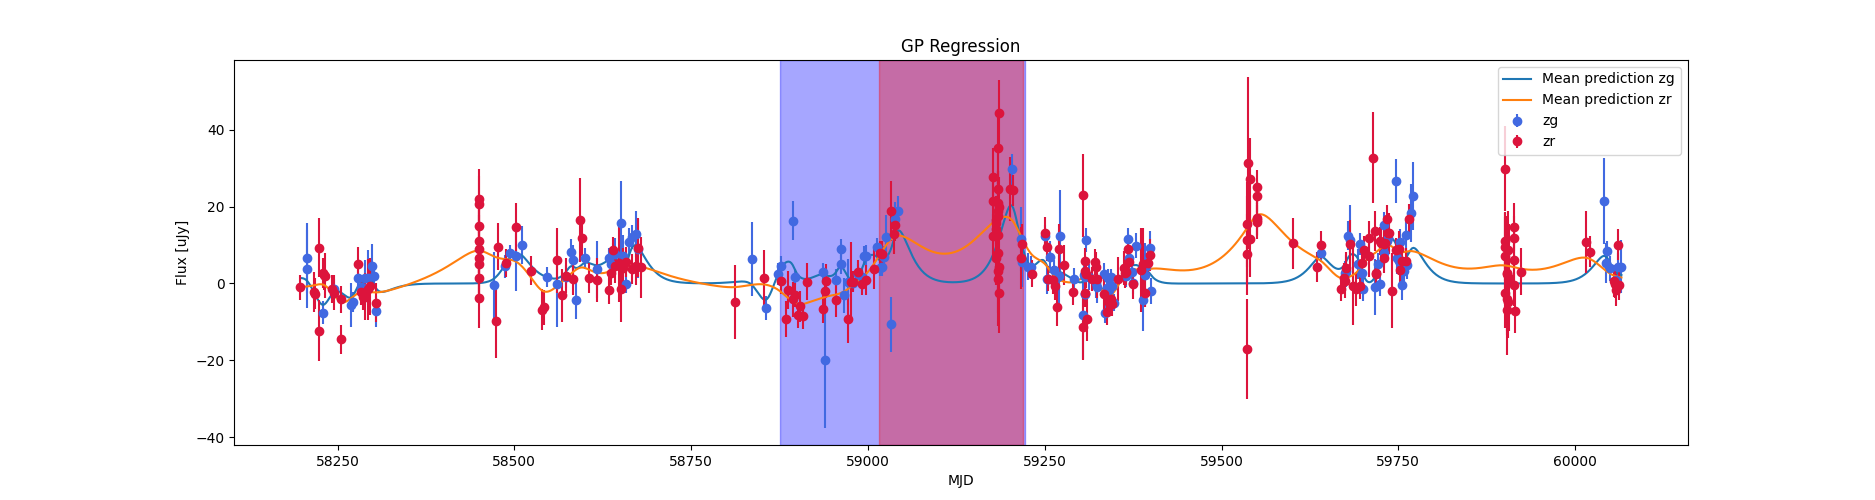 GP Regression
Mean prediction zg
Mean prediction zr
zg
zr
Flux [uJy]
40
20
0
−20
−40
58250 58500 58750 59000 59250 59500 59750 60000
MJD